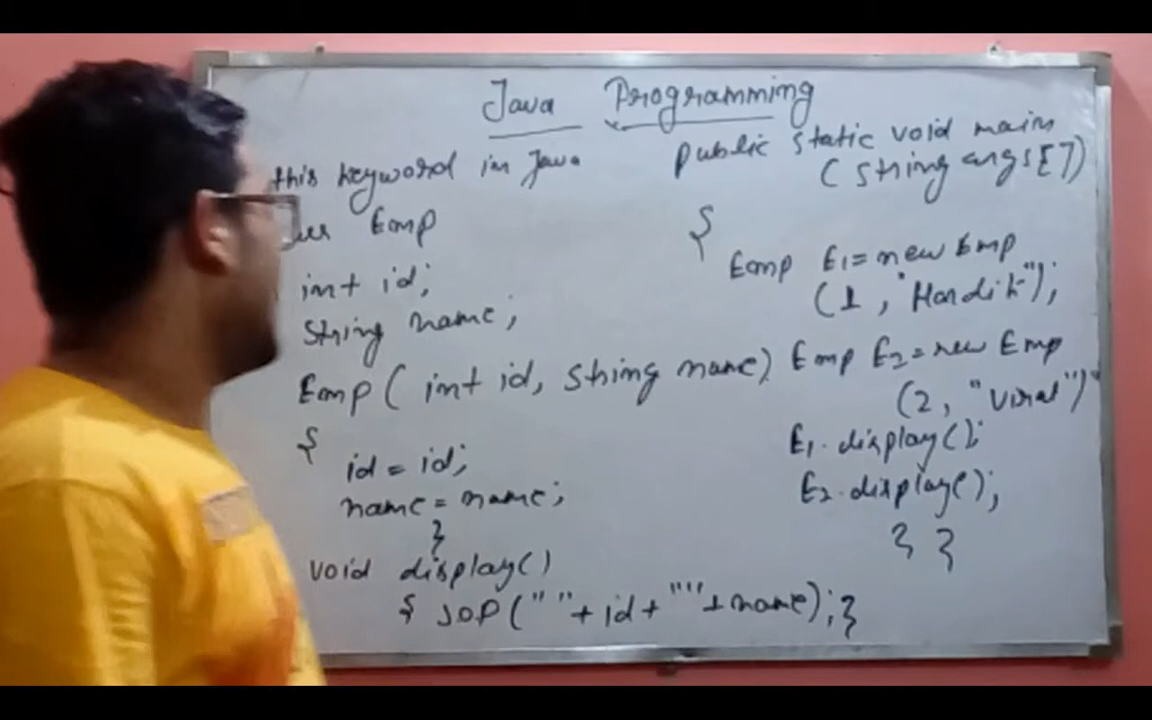 Java Programming
this keyword in Java
Emp
int id;
String name;
Emp( int id, String name)
{
id = id;
name = name;
}
void display()
{ SOP(" "+ id + " "+name);}
public static void main
(String args[])
{
Emp E1 = new Emp
(1, "Hardik");
Emp E2 = new Emp
(2, "Viral")
E1.display();
E2.display();
} }